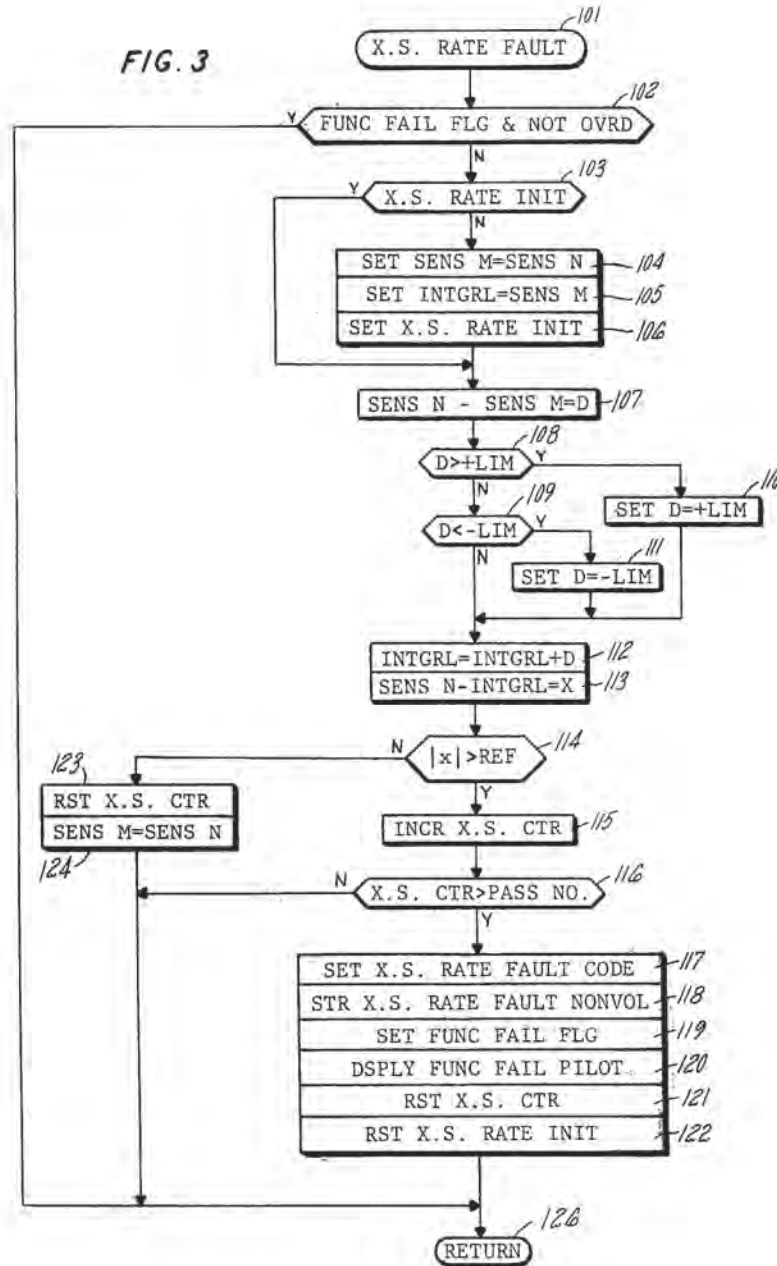 101
X.S. RATE FAULT
FIG. 3
102
Y
FUNC FAIL FLG & NOT OVRD
N
103
Y
X.S. RATE INIT
N
SET SENS M=SENS N
104
SET INTGRL=SENS M
105
SET X.S. RATE INIT
106
SENS N - SENS M=D
107
108
D>+LIM
Y
N
109
D<-LIM
Y
N
SET D=+LIM
111
SET D=-LIM
INTGRL=INTGRL+D
112
SENS N-INTGRL=X
113
N
|x|>REF
114
Y
123
RST X.S. CTR
SENS M=SENS N
124
INCR X.S. CTR
115
N
X.S. CTR>PASS NO.
116
Y
SET X.S. RATE FAULT CODE
117
STR X.S. RATE FAULT NONVOL
118
SET FUNC FAIL FLG
119
DSPLY FUNC FAIL PILOT
120
RST X.S. CTR
121
RST X.S. RATE INIT
122
126
RETURN